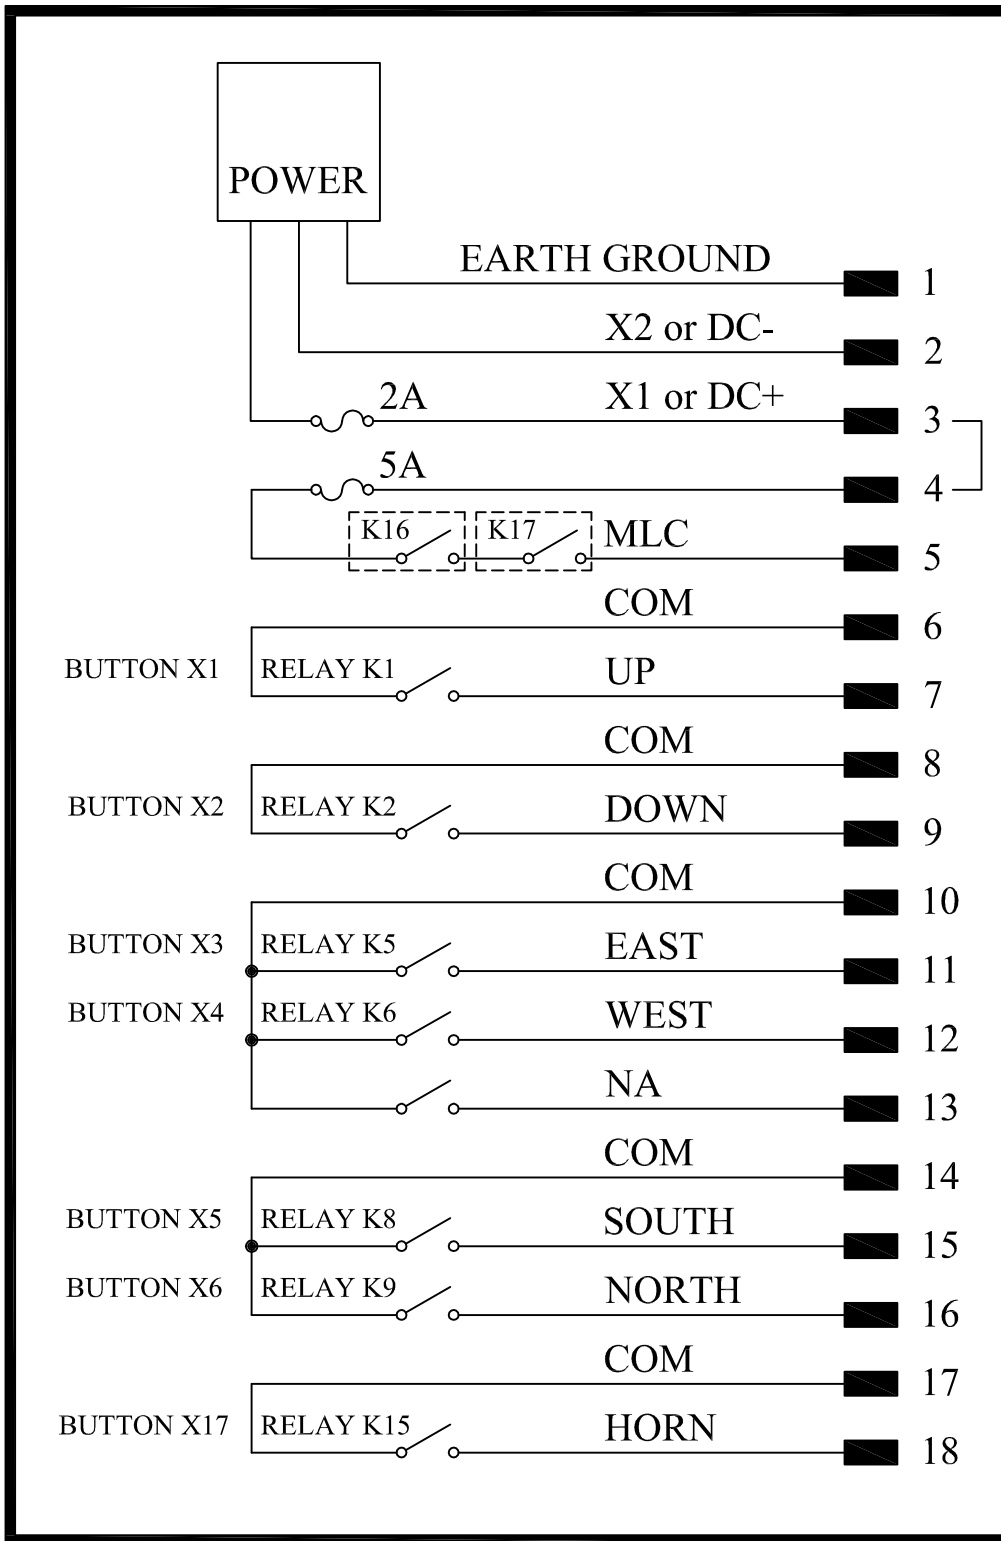 POWER
EARTH GROUND 1
X2 or DC- 2
2A X1 or DC+ 3
5A 4
K16 K17 MLC 5
COM 6
BUTTON X1 RELAY K1 UP 7
COM 8
BUTTON X2 RELAY K2 DOWN 9
COM 10
BUTTON X3 RELAY K5 EAST 11
BUTTON X4 RELAY K6 WEST 12
NA 13
COM 14
BUTTON X5 RELAY K8 SOUTH 15
BUTTON X6 RELAY K9 NORTH 16
COM 17
BUTTON X17 RELAY K15 HORN 18